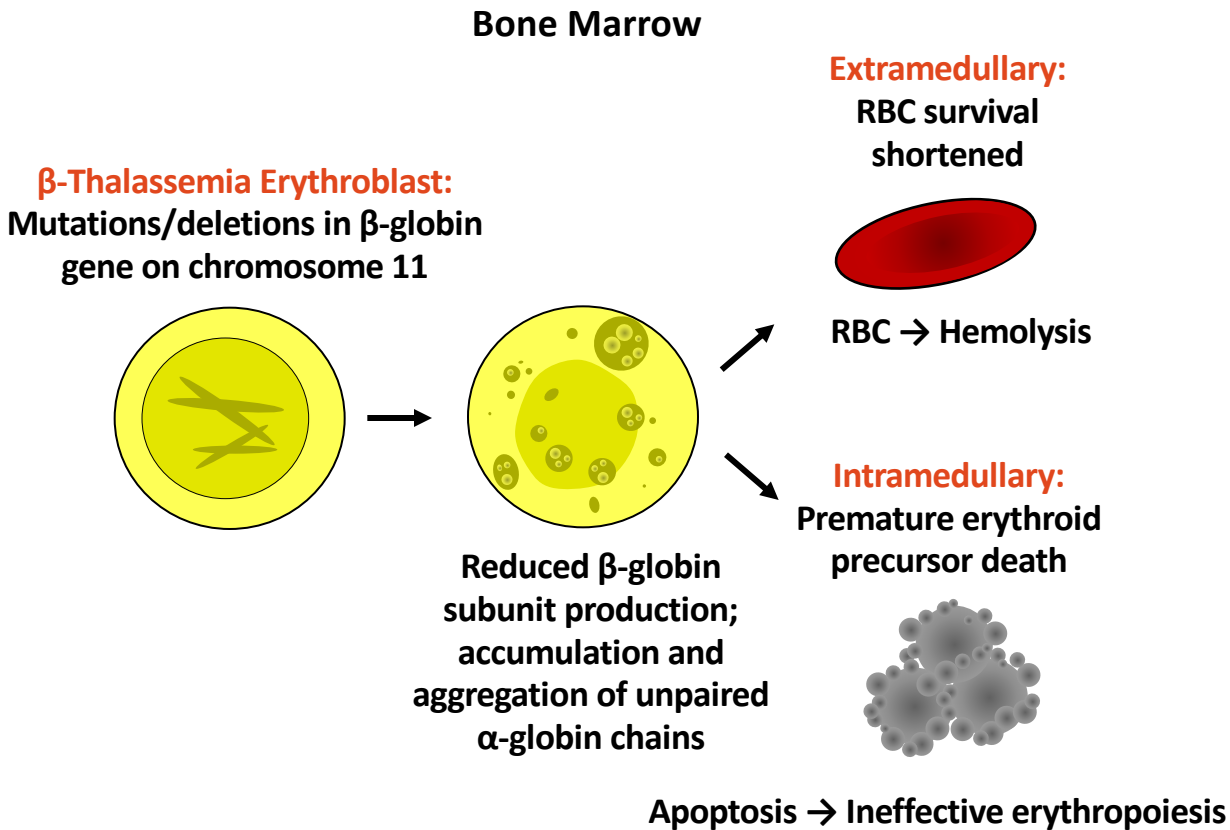 Bone Marrow
β-Thalassemia Erythroblast:
Mutations/deletions in β-globin
gene on chromosome 11
Reduced β-globin
subunit production;
accumulation and
aggregation of unpaired
α-globin chains
Extramedullary:
RBC survival
shortened
RBC → Hemolysis
Intramedullary:
Premature erythroid
precursor death
Apoptosis → Ineffective erythropoiesis